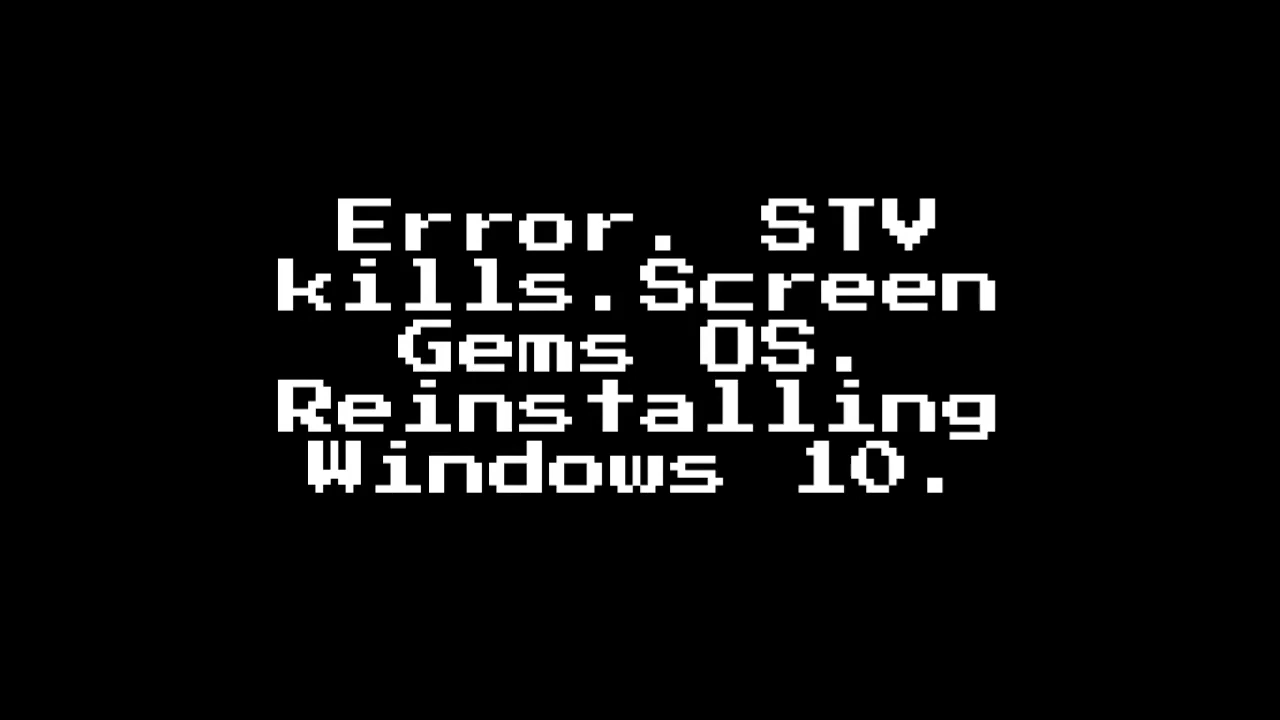 Error. STV
kills.Screen
Gems OS.
Reinstalling
Windows 10.